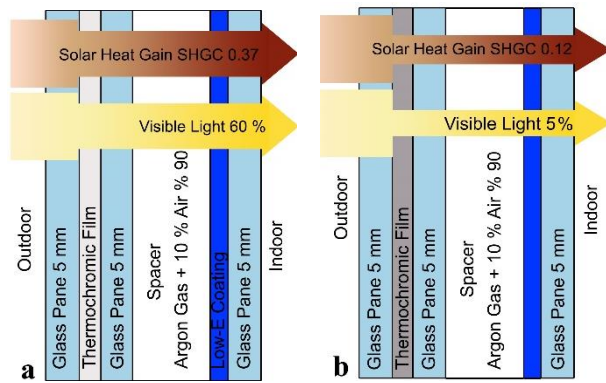 Solar Heat Gain SHGC 0.37
Visible Light 60 %
Outdoor
Glass Pane 5 mm
Thermochromic Film
Glass Pane 5 mm
Spacer
Argon Gas + 10 % Air % 90
Low-E Coating
Glass Pane 5 mm
Indoor
a
Solar Heat Gain SHGC 0.12
Visible Light 5%
Outdoor
Glass Pane 5 mm
Thermochromic Film
Glass Pane 5 mm
Spacer
Argon Gas + 10 % Air % 90
Glass Pane 5 mm
Indoor
b